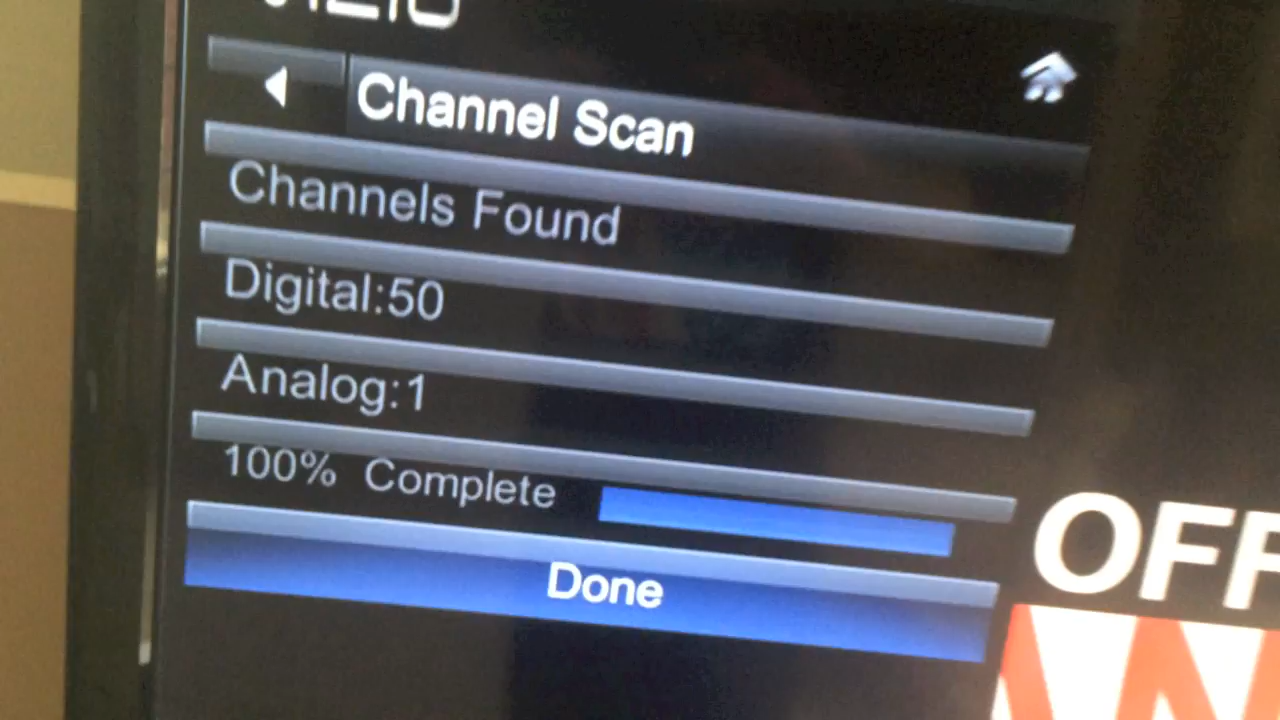 Channel Scan
Channels Found
Digital:50
Analog:1
100% Complete
Done
OFF